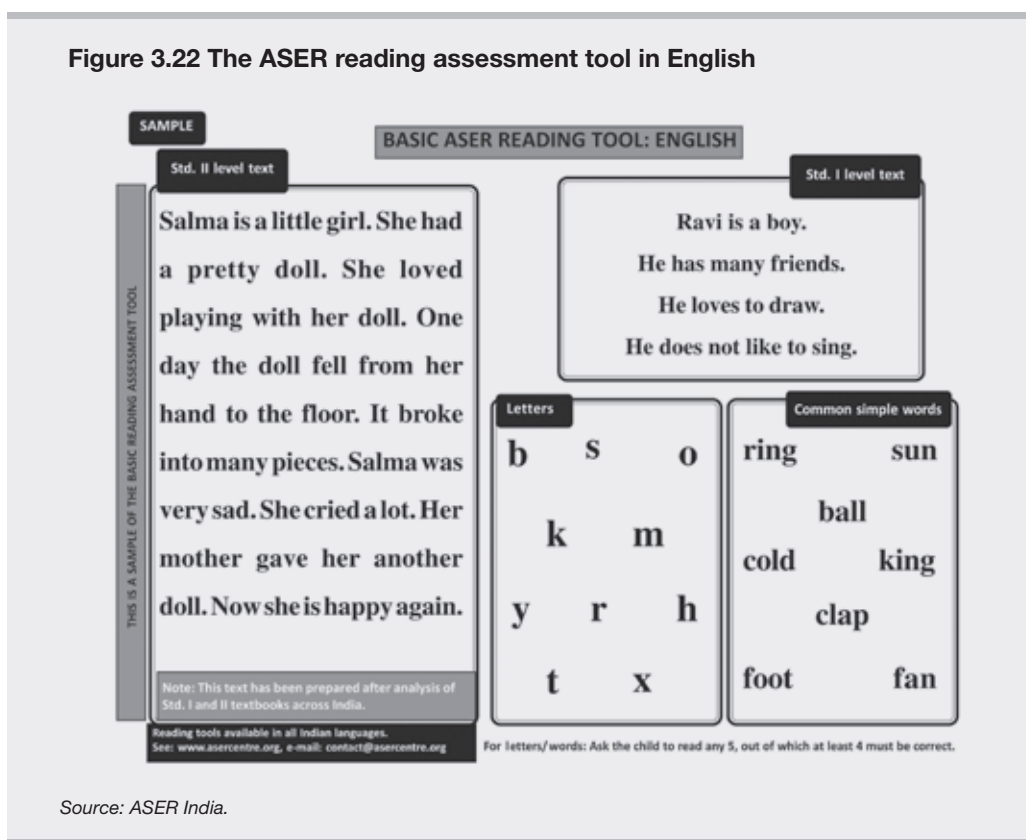 Figure 3.22 The ASER reading assessment tool in English
SAMPLE
BASIC ASER READING TOOL: ENGLISH
THIS IS A SAMPLE OF THE BASIC READING ASSESSMENT TOOL
Std. II level text
Salma is a little girl. She had
a pretty doll. She loved
playing with her doll. One
day the doll fell from her
hand to the floor. It broke
into many pieces. Salma was
very sad. She cried a lot. Her
mother gave her another
doll. Now she is happy again.
Note: This text has been prepared after analysis of
Std. I and II textbooks across India.
Reading tools available in all Indian languages.
See: www.asercentre.org, e-mail: contact@asercentre.org
Std. I level text
Ravi is a boy.
He has many friends.
He loves to draw.
He does not like to sing.
Letters
b s o
k m
y r h
t x
Common simple words
ring sun
ball
cold king
clap
foot fan
For letters/words: Ask the child to read any 5, out of which at least 4 must be correct.
Source: ASER India.